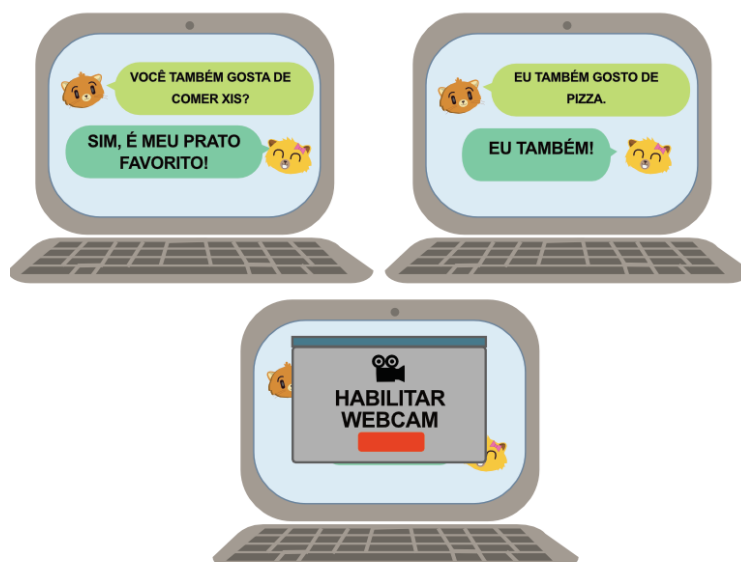 VOCÊ TAMBÉM GOSTA DE
COMER XIS?
SIM, É MEU PRATO
FAVORITO!
EU TAMBÉM GOSTO DE
PIZZA.
EU TAMBÉM!
HABILITAR
WEBCAM